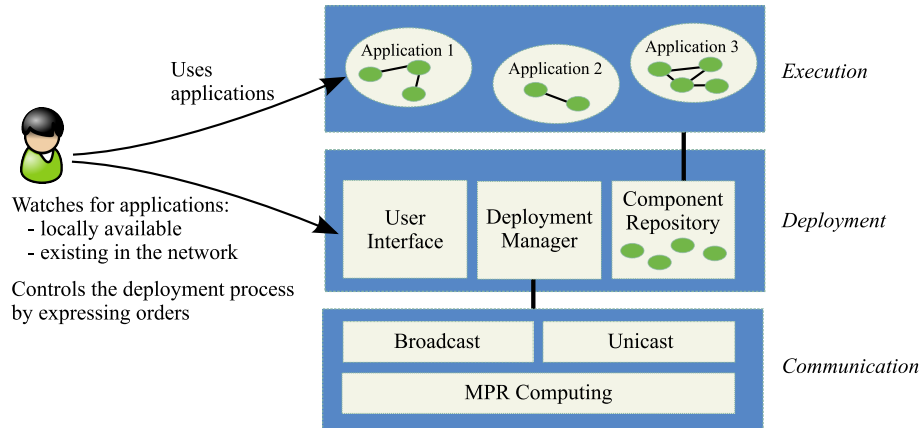 Application 1
Application 2
Application 3
Execution
Uses
applications
Watches for applications:
- locally available
- existing in the network
Controls the deployment process
by expressing orders
User
Interface
Deployment
Manager
Component
Repository
Deployment
Broadcast
Unicast
MPR Computing
Communication